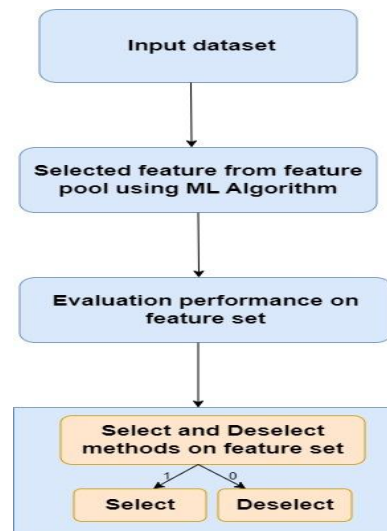 Input dataset
Selected feature from feature
pool using ML Algorithm
Evaluation performance on
feature set
Select and Deselect
methods on feature set
1 0
Select Deselect